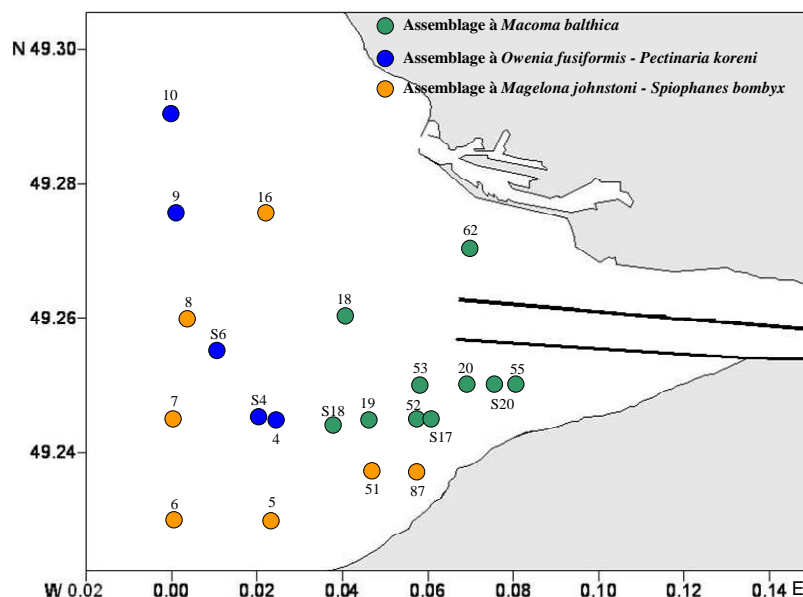 N 49.30
Assemblage à Macoma balthica
Assemblage à Owenia fusiformis - Pectinaria koreni
Assemblage à Magelona johnstoni - Spiophanes bombyx
10
49.28
9
16
62
8
18
49.26
S6
53
20
55
7
S4
S18
19
52
S20
4
S17
49.24
51
87
6
5
W 0.02
0.00
0.02
0.04
0.06
0.08
0.10
0.12
0.14
E